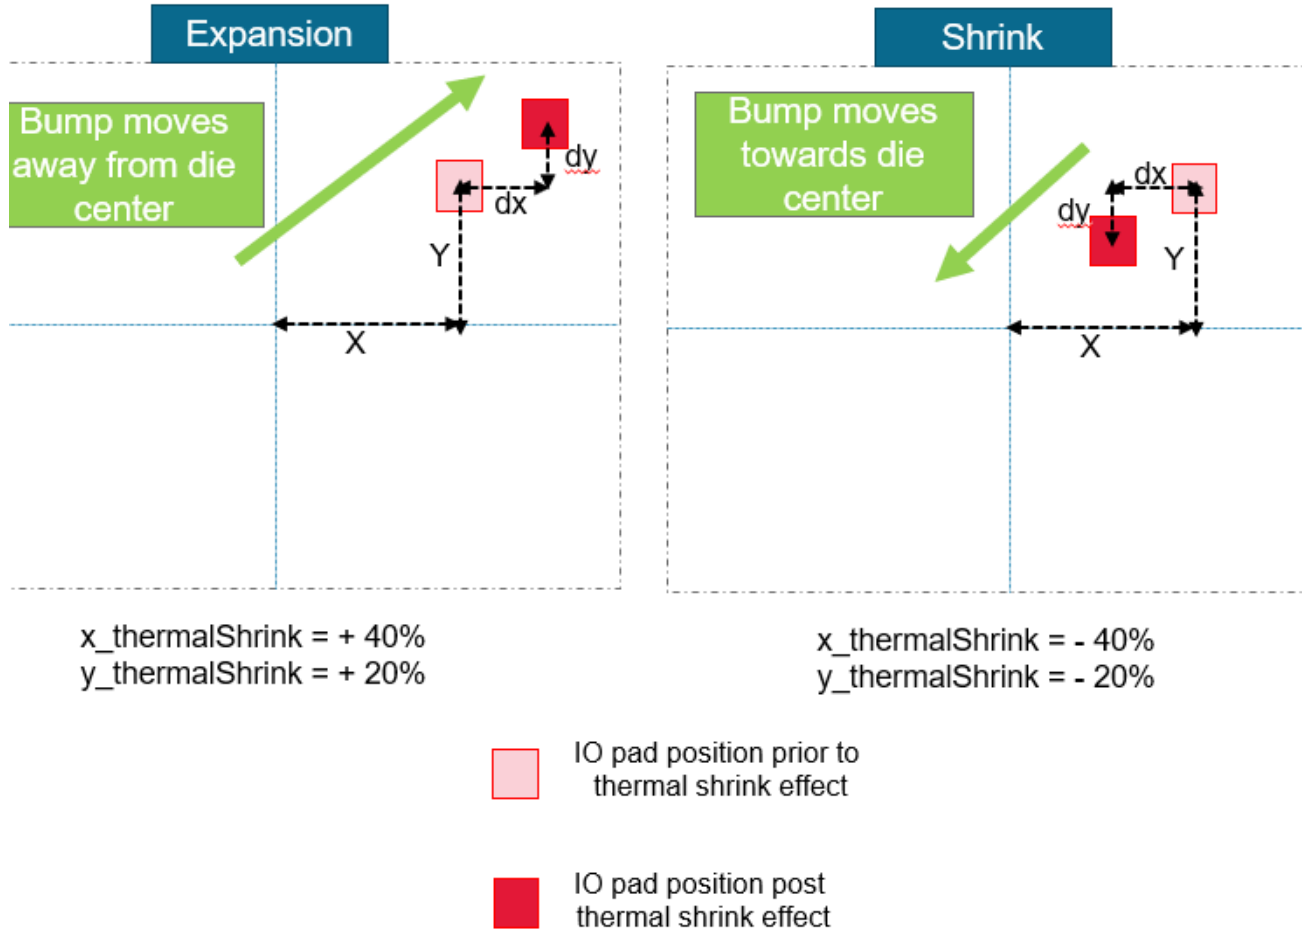 Expansion
Bump moves
away from die
center
dy
dx
Y
X
x_thermalShrink = + 40%
y_thermalShrink = + 20%
Shrink
Bump moves
towards die
center
dx
dy
Y
X
x_thermalShrink = - 40%
y_thermalShrink = - 20%
IO pad position prior to
thermal shrink effect
IO pad position post
thermal shrink effect